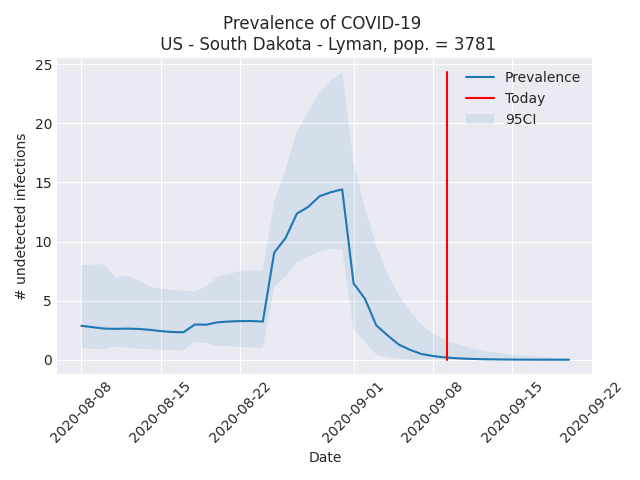 Prevalence of COVID-19
US - South Dakota - Lyman, pop. = 3781
# undetected infections
25
20
15
10
5
0
Prevalence
Today
95CI
2020-08-08
2020-08-15
2020-08-22
2020-09-01
2020-09-08
2020-09-15
2020-09-22
Date